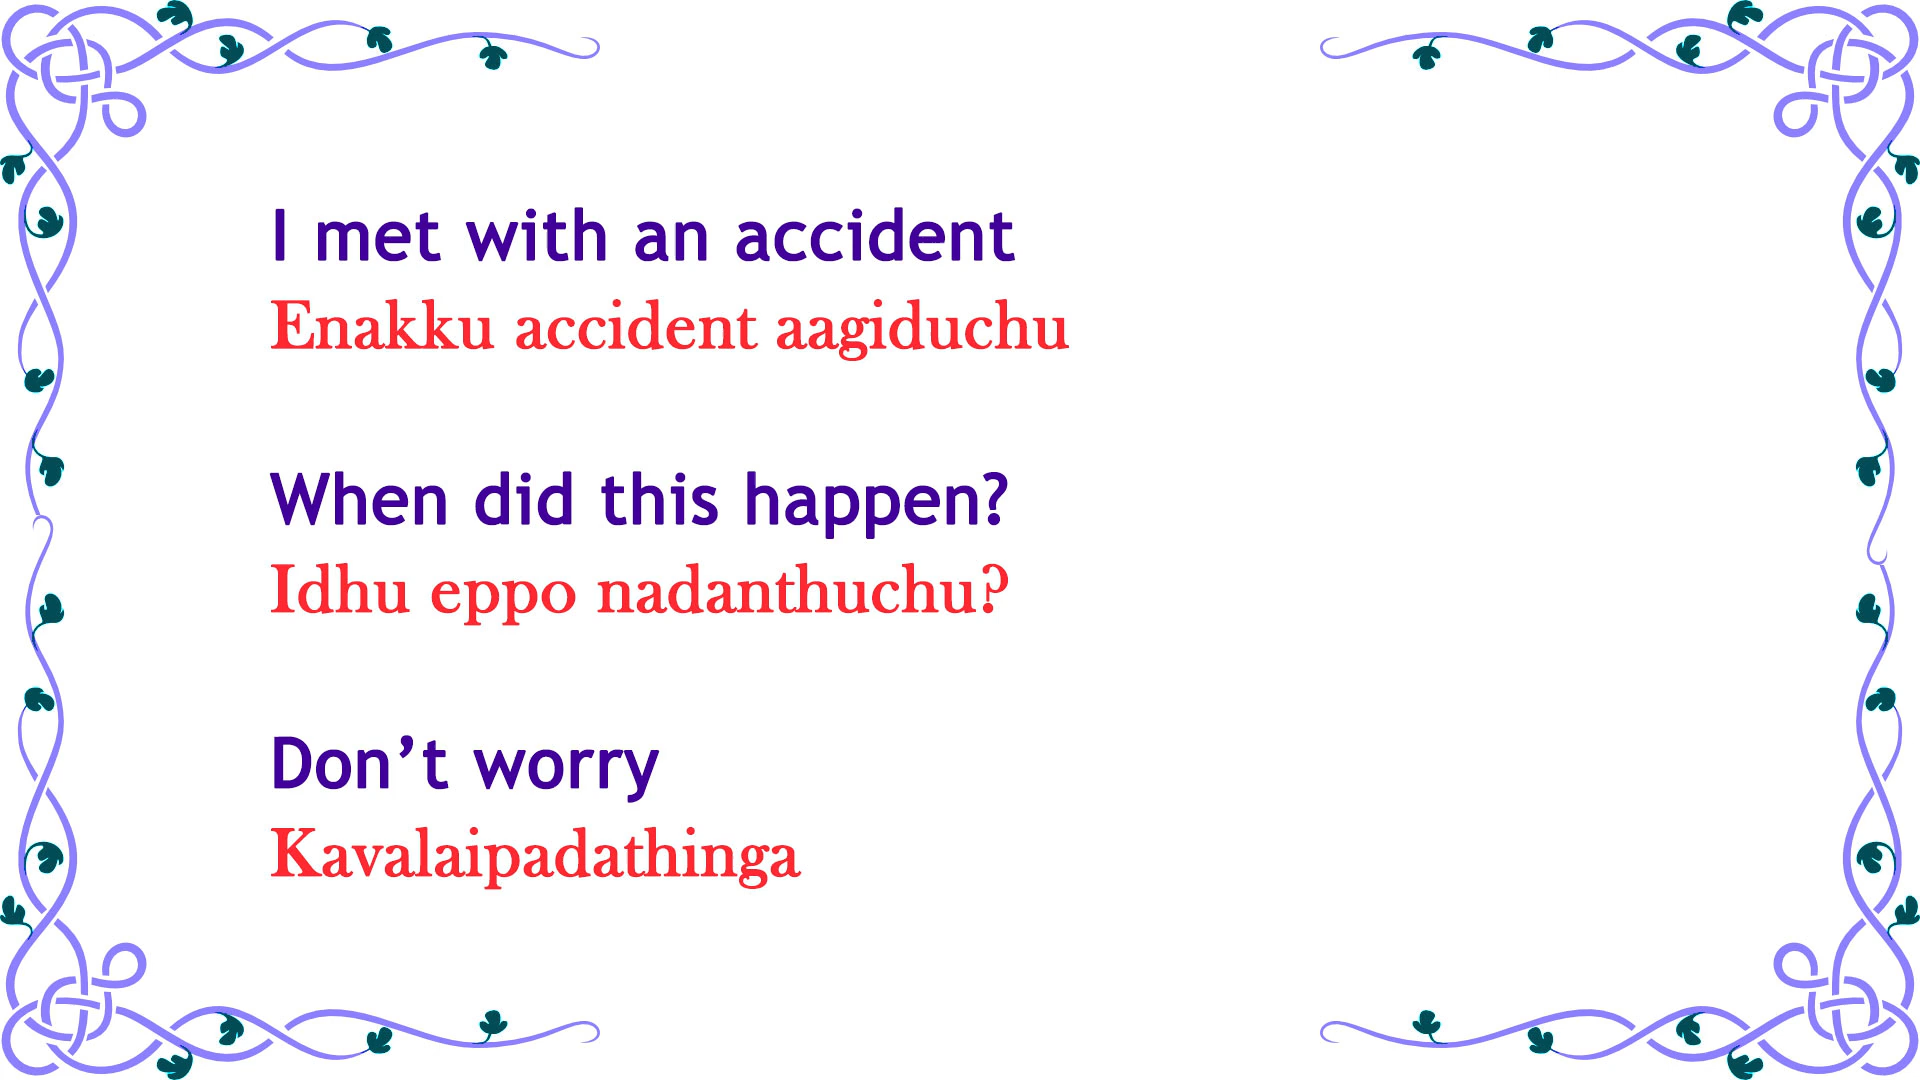 I met with an accident
Enakku accident aagiduchu
When did this happen?
Idhu eppo nadanthuchu?
Don’t worry
Kavalaipadathinga